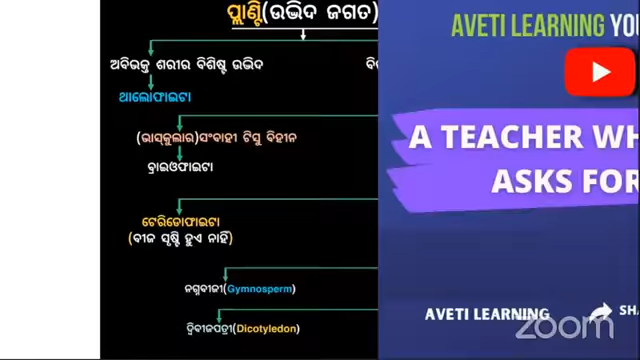 ପ୍ଲାଣ୍ଟି(ଉଦ୍ଭିଦ ଜଗତ)
ଅବିଭକ୍ତ ଶରୀର ବିଶିଷ୍ଟ ଉଦ୍ଭିଦ
ଥାଲୋଫାଇଟା
(ଭାସ୍କୁଲାର)ସଂବାହୀ ଟିସୁ ବିହୀନ
ବ୍ରାଇଓଫାଇଟା
ଟେରିଡୋଫାଇଟା
(ବୀଜ ସୃଷ୍ଟି ହୁଏ ନାହିଁ)
ନଗ୍ନବୀଜୀ(Gymnosperm)
ଦ୍ୱିବୀଜପତ୍ରୀ(Dicotyledon)
AVETI LEARNING YOU
A TEACHER WH
ASKS FOR
AVETI LEARNING
SHA
zoom